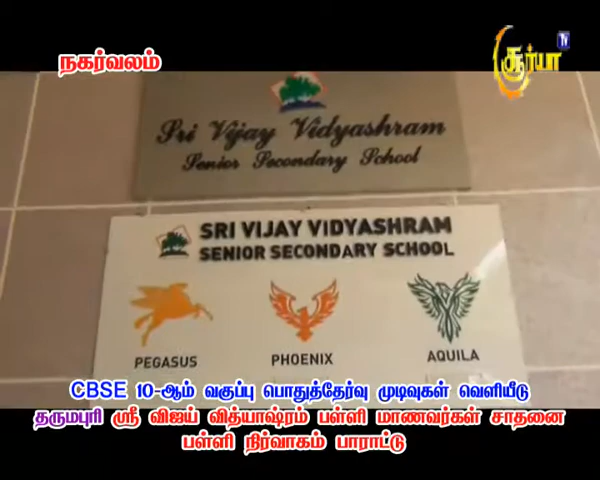 நகர்வலம்
சூர்யா Tv
Sri Vijay Vidyashram
Senior Secondary School
SRI VIJAY VIDYASHRAM
SENIOR SECONDARY SCHOOL
PEGASUS PHOENIX AQUILA
CBSE 10-ஆம் வகுப்பு பொதுத்தேர்வு முடிவுகள் வெளியீடு
தருமபுரி ஸ்ரீ விஜய் வித்யாஷ்ரம் பள்ளி மாணவர்கள் சாதனை
பள்ளி நிர்வாகம் பாராட்டு